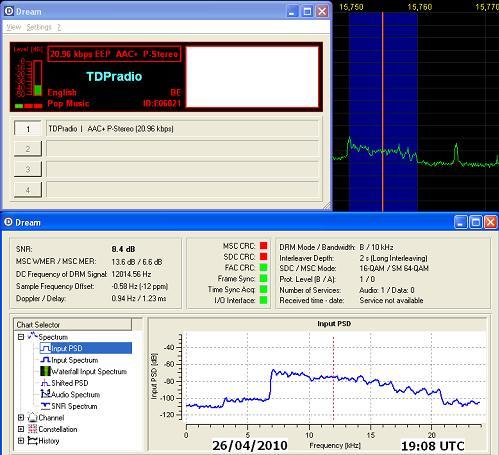 Dream
View Settings ?
Level [dB]
20.96 kbps EEP AAC+ P-Stereo
TDPradio
English BE
Pop Music ID:E06021
1 TDPradio | AAC+ P-Stereo (20.96 kbps)
2
3
4
15,750 15,760 15,770
Dream
SNR: 8.4 dB
MSC WMER / MSC MER: 13.6 dB / 6.6 dB
DC Frequency of DRM Signal: 12014.56 Hz
Sample Frequency Offset: -0.58 Hz (-12 ppm)
Doppler / Delay: 0.94 Hz / 1.23 ms
MSC CRC:
SDC CRC:
FAC CRC:
Frame Sync:
Time Sync Acq:
I/O Interface:
DRM Mode / Bandwidth: B / 10 kHz
Interleaver Depth: 2 s (Long Interleaving)
SDC / MSC Mode: 16-QAM / SM 64-QAM
Prot. Level (B / A): 1 / 0
Number of Services: Audio: 1 / Data: 0
Received time - date: Service not available
Chart Selector
Spectrum
Input PSD
Input Spectrum
Waterfall Input Spectrum
Shifted PSD
Audio Spectrum
SNR Spectrum
Channel
Constellation
History
Input PSD
Input PSD [dB]
-20
-40
-60
-80
-100
-120
0 5 10 15 20
Frequency [kHz]
26/04/2010 19:08 UTC